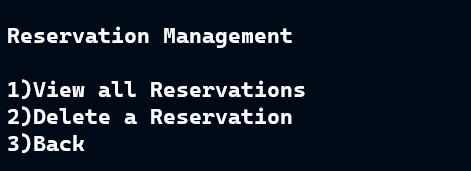 Reservation Management
1)View all Reservations
2)Delete a Reservation
3)Back